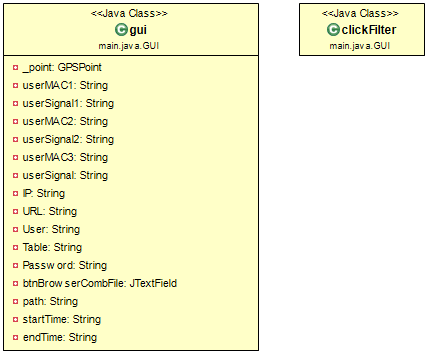 <<Java Class>>
gui
main.java.GUI
_point: GPSPoint
userMAC1: String
userSignal1: String
userMAC2: String
userSignal2: String
userMAC3: String
userSignal: String
IP: String
URL: String
User: String
Table: String
Password: String
btnBrowserCombFile: JTextField
path: String
startTime: String
endTime: String
<<Java Class>>
clickFilter
main.java.GUI